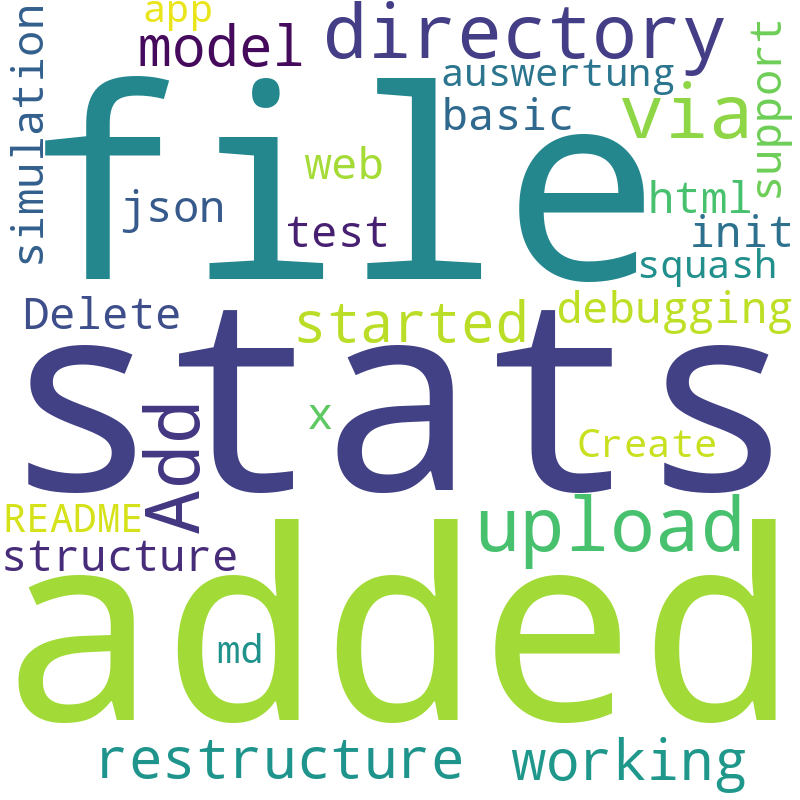 app
model
directory
simulation
auswertung
basic
via
support
file
web
json
test
html
init
squash
Delete
started
debugging
stats
Add
x
Create
README
structure
upload
added
md
restructure
working